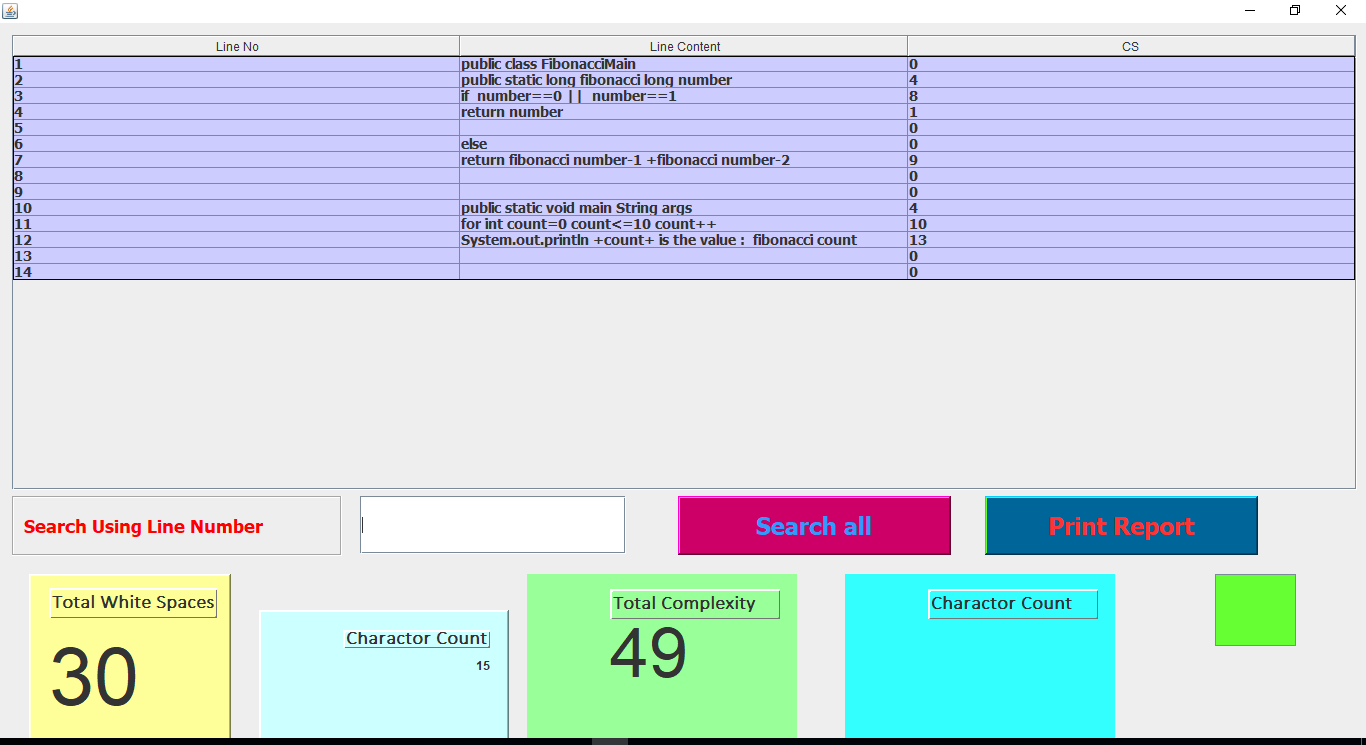 Line No Line Content CS
1 public class FibonacciMain 0
2 public static long fibonacci long number 4
3 if  number==0 ||  number==1 8
4 return number 1
5 0
6 else 0
7 return fibonacci number-1 +fibonacci number-2 9
8 0
9 0
10 public static void main String args 4
11 for int count=0 count<=10 count++ 10
12 System.out.println +count+ is the value :  fibonacci count 13
13 0
14 0
Search Using Line Number
Search all
Print Report
Total White Spaces
30
Charactor Count
15
Total Complexity
49
Charactor Count